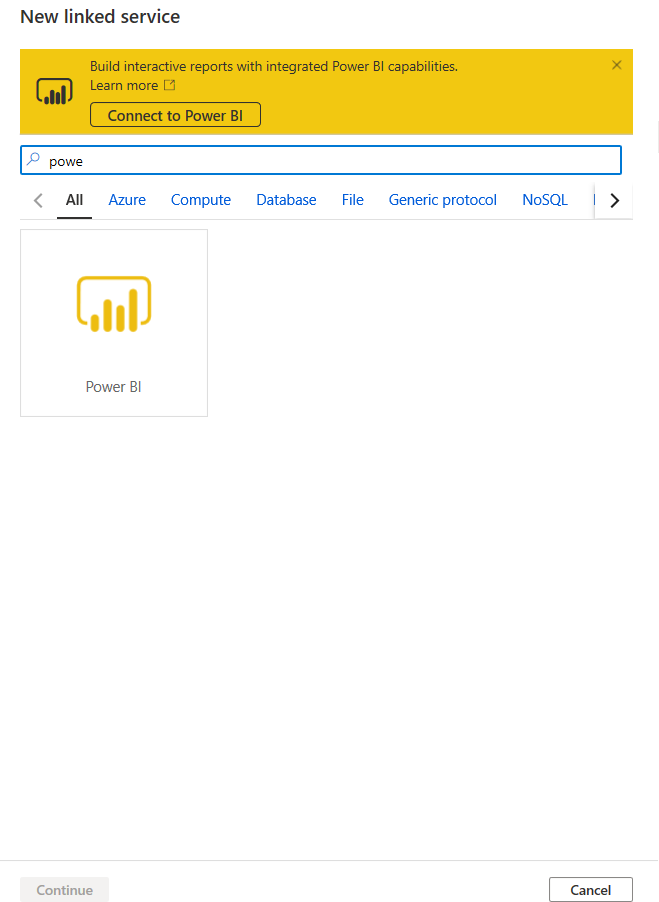 New linked service
Build interactive reports with integrated Power BI capabilities.
Learn more
Connect to Power BI
powe
All Azure Compute Database File Generic protocol NoSQL
Power BI
Continue Cancel